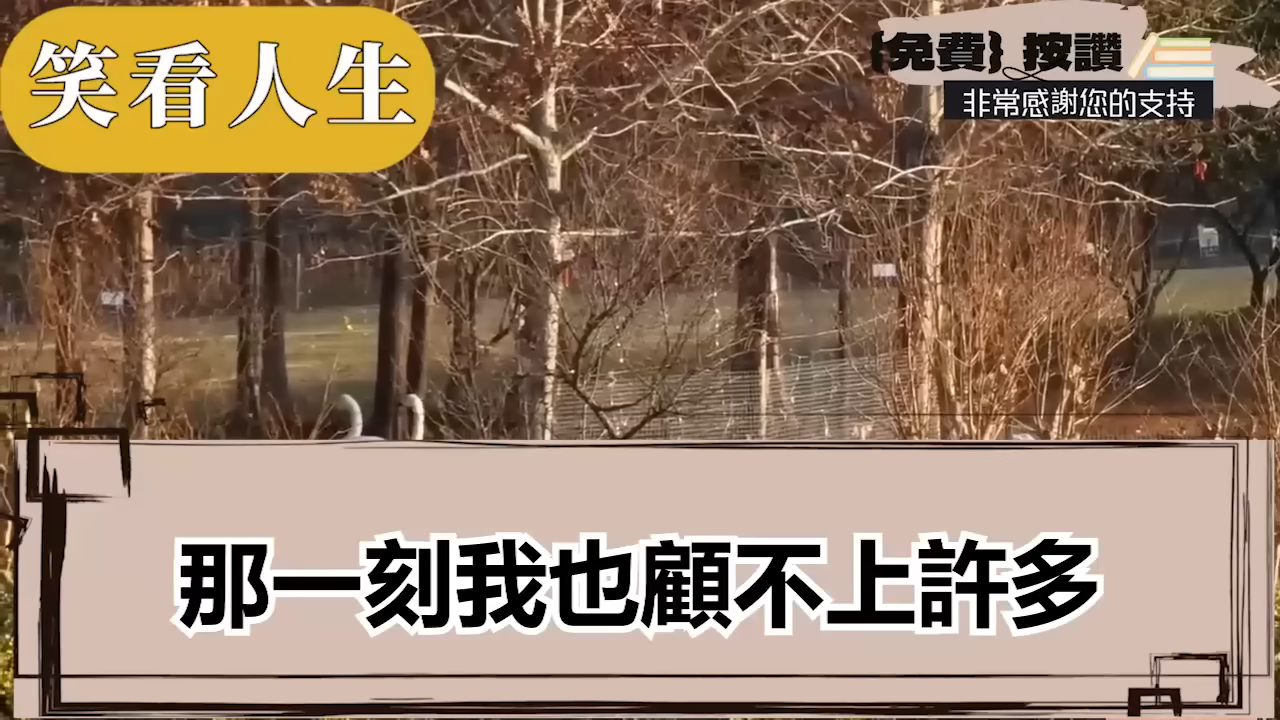 笑看人生
{免費} 按讚
非常感謝您的支持
那一刻我也顧不上許多